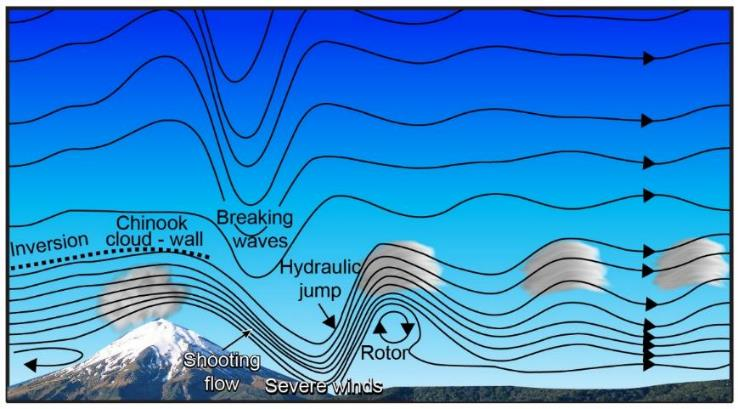 Inversion
Chinook
cloud - wall
Breaking
waves
Hydraulic
jump
Rotor
Shooting
flow
Severe winds